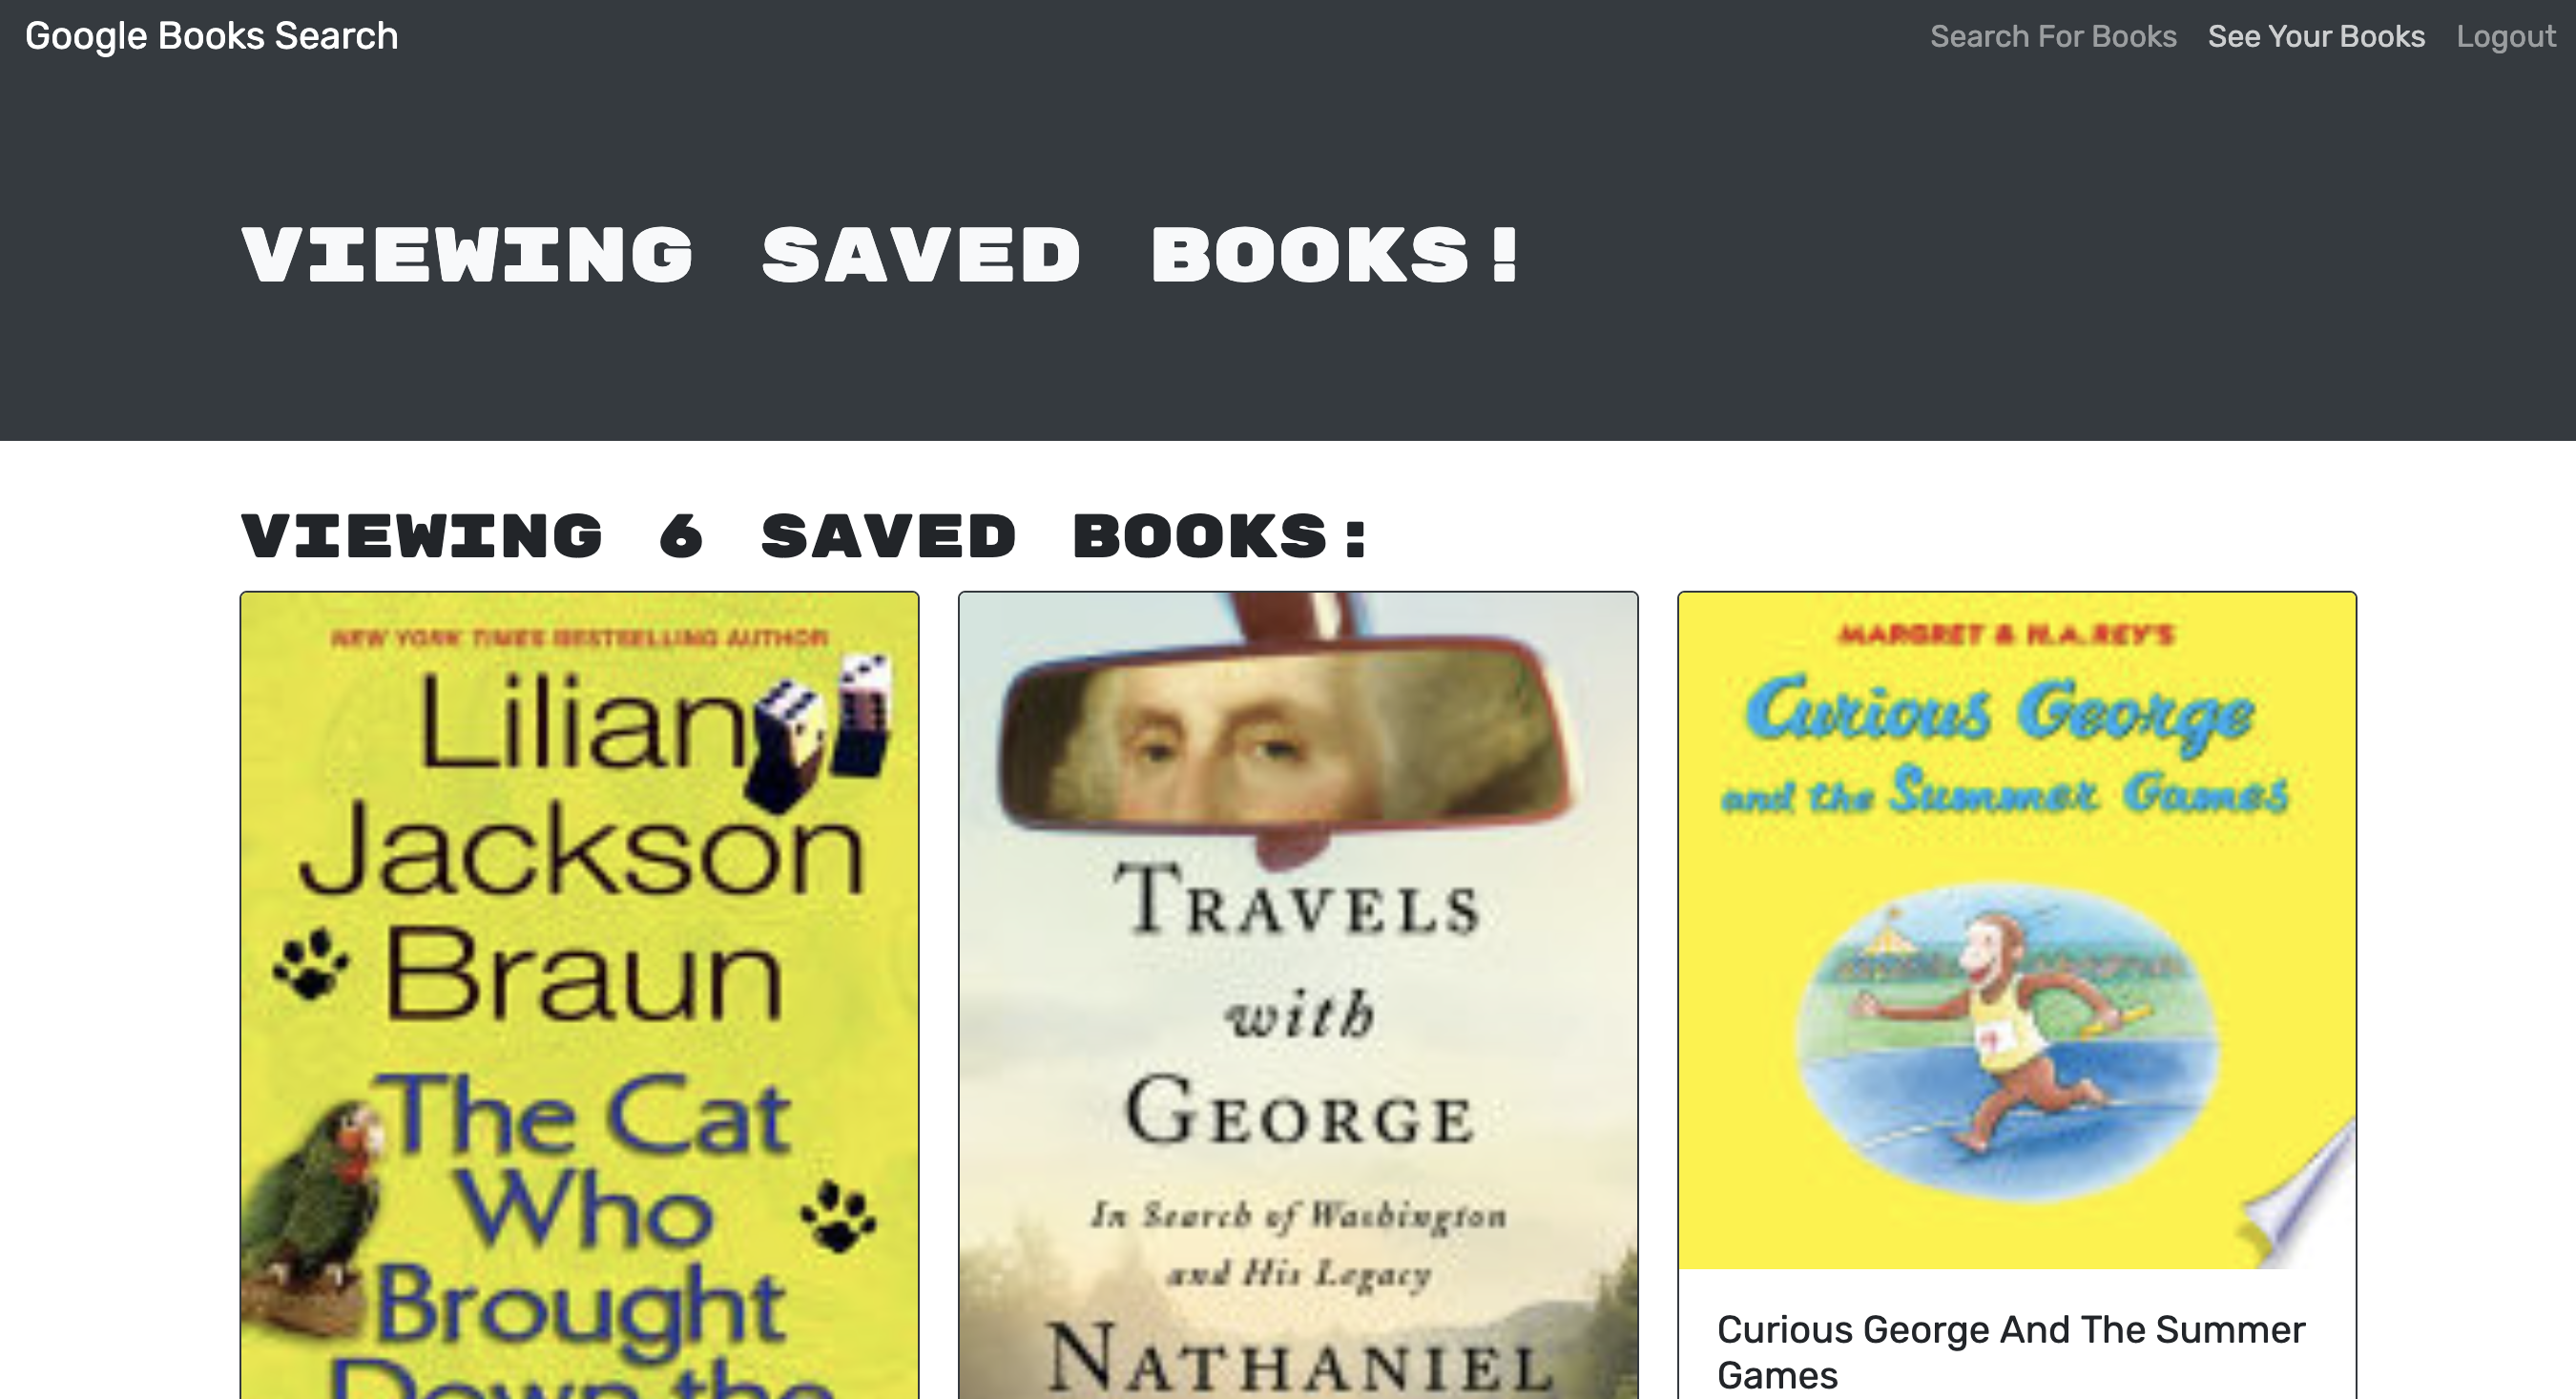 Google Books Search
Search For Books
See Your Books
Logout
VIEWING SAVED BOOKS!
VIEWING 6 SAVED BOOKS:
NEW YORK TIMES BESTSELLING AUTHOR
Lilian
Jackson
Braun
The Cat
Who
Brought
Down the
TRAVELS
with
GEORGE
In Search of Washington
and His Legacy
NATHANIEL
MARGRET & H.A.REY'S
Curious George
and the Summer Games
Curious George And The Summer
Games